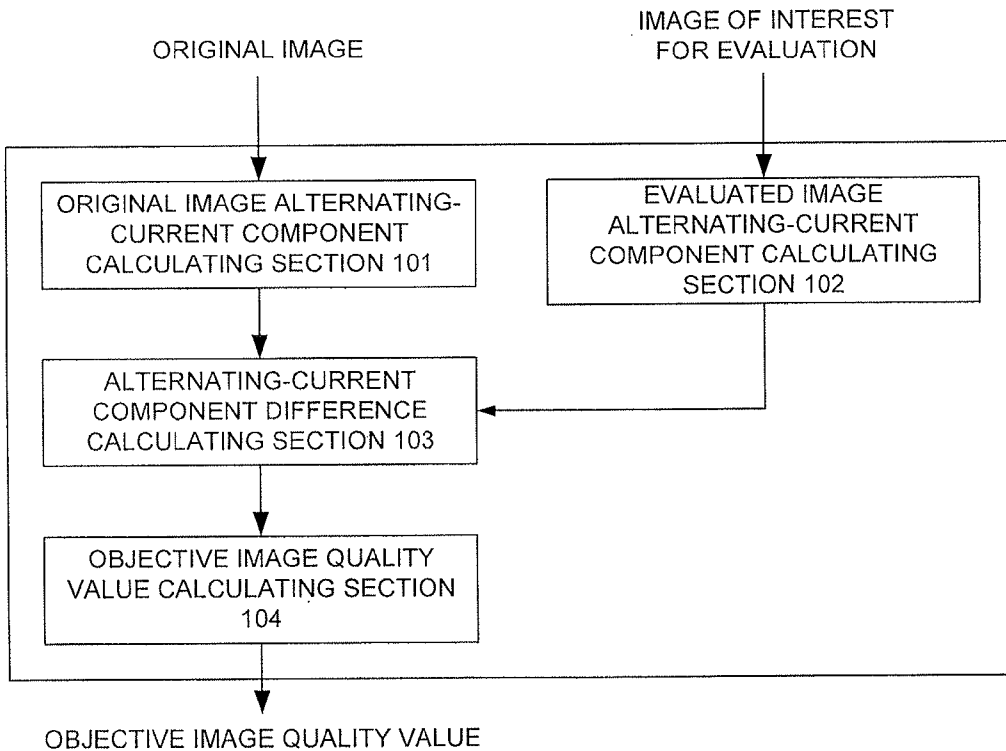 ORIGINAL IMAGE
IMAGE OF INTEREST
FOR EVALUATION
ORIGINAL IMAGE ALTERNATING-
CURRENT COMPONENT
CALCULATING SECTION 101
EVALUATED IMAGE
ALTERNATING-CURRENT
COMPONENT CALCULATING
SECTION 102
ALTERNATING-CURRENT
COMPONENT DIFFERENCE
CALCULATING SECTION 103
OBJECTIVE IMAGE QUALITY
VALUE CALCULATING SECTION
104
OBJECTIVE IMAGE QUALITY VALUE